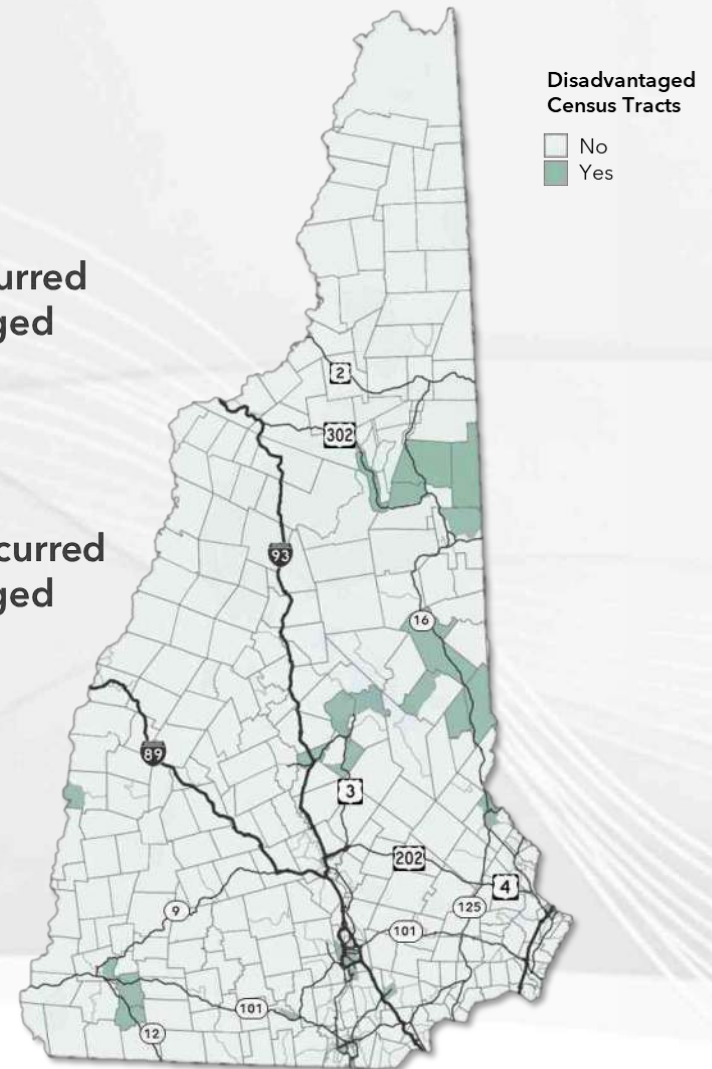 Disadvantaged
Census Tracts
No
Yes
urred
ged
curred
ged
2
302
93
16
89
3
202
4
125
9
101
101
12